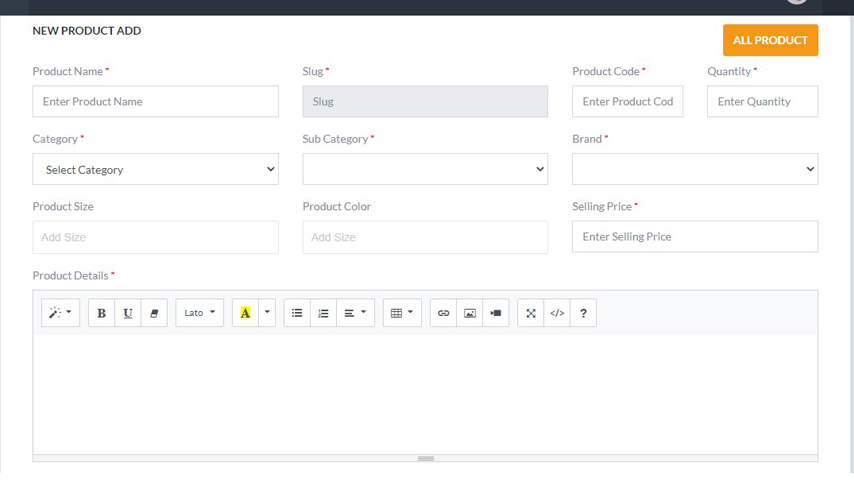 NEW PRODUCT ADD
ALL PRODUCT
Product Name * Slug * Product Code * Quantity *
Enter Product Name Slug Enter Product Cod Enter Quantity
Category * Sub Category * Brand *
Select Category
Product Size Product Color Selling Price *
Add Size Add Size Enter Selling Price
Product Details *
B U Lato A </> ?